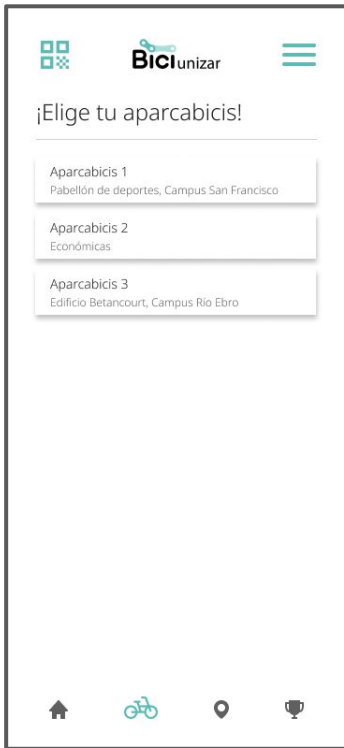 BICIunizar
¡Elige tu aparcabicis!
Aparcabicis 1
Pabellón de deportes, Campus San Francisco
Aparcabicis 2
Económicas
Aparcabicis 3
Edificio Betancourt, Campus Río Ebro